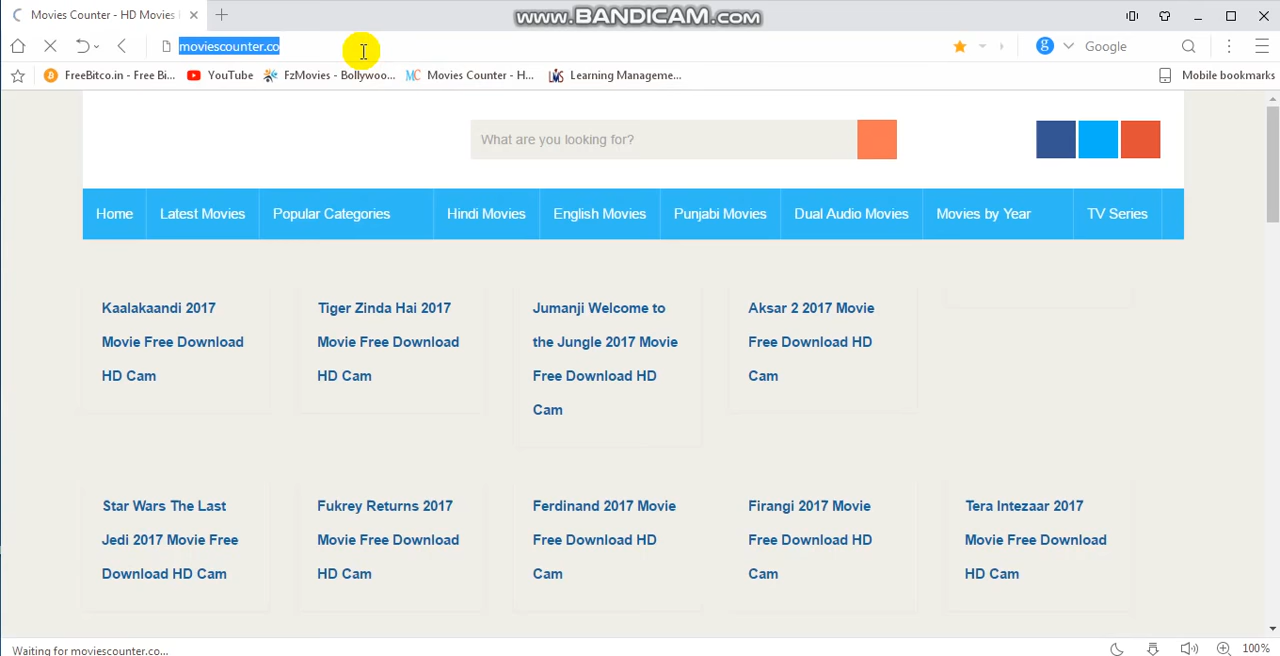 Movies Counter - HD Movies
www.BANDICAM.com
moviescounter.co
Google
FreeBitco.in - Free Bi...
YouTube
FzMovies - Bollywoo...
Movies Counter - H...
Learning Manageme...
Mobile bookmarks
What are you looking for?
Home
Latest Movies
Popular Categories
Hindi Movies
English Movies
Punjabi Movies
Dual Audio Movies
Movies by Year
TV Series
Kaalakaandi 2017
Movie Free Download
HD Cam
Tiger Zinda Hai 2017
Movie Free Download
HD Cam
Jumanji Welcome to
the Jungle 2017 Movie
Free Download HD
Cam
Aksar 2 2017 Movie
Free Download HD
Cam
Star Wars The Last
Jedi 2017 Movie Free
Download HD Cam
Fukrey Returns 2017
Movie Free Download
HD Cam
Ferdinand 2017 Movie
Free Download HD
Cam
Firangi 2017 Movie
Free Download HD
Cam
Tera Intezaar 2017
Movie Free Download
HD Cam
Waiting for moviescounter.co...
100%